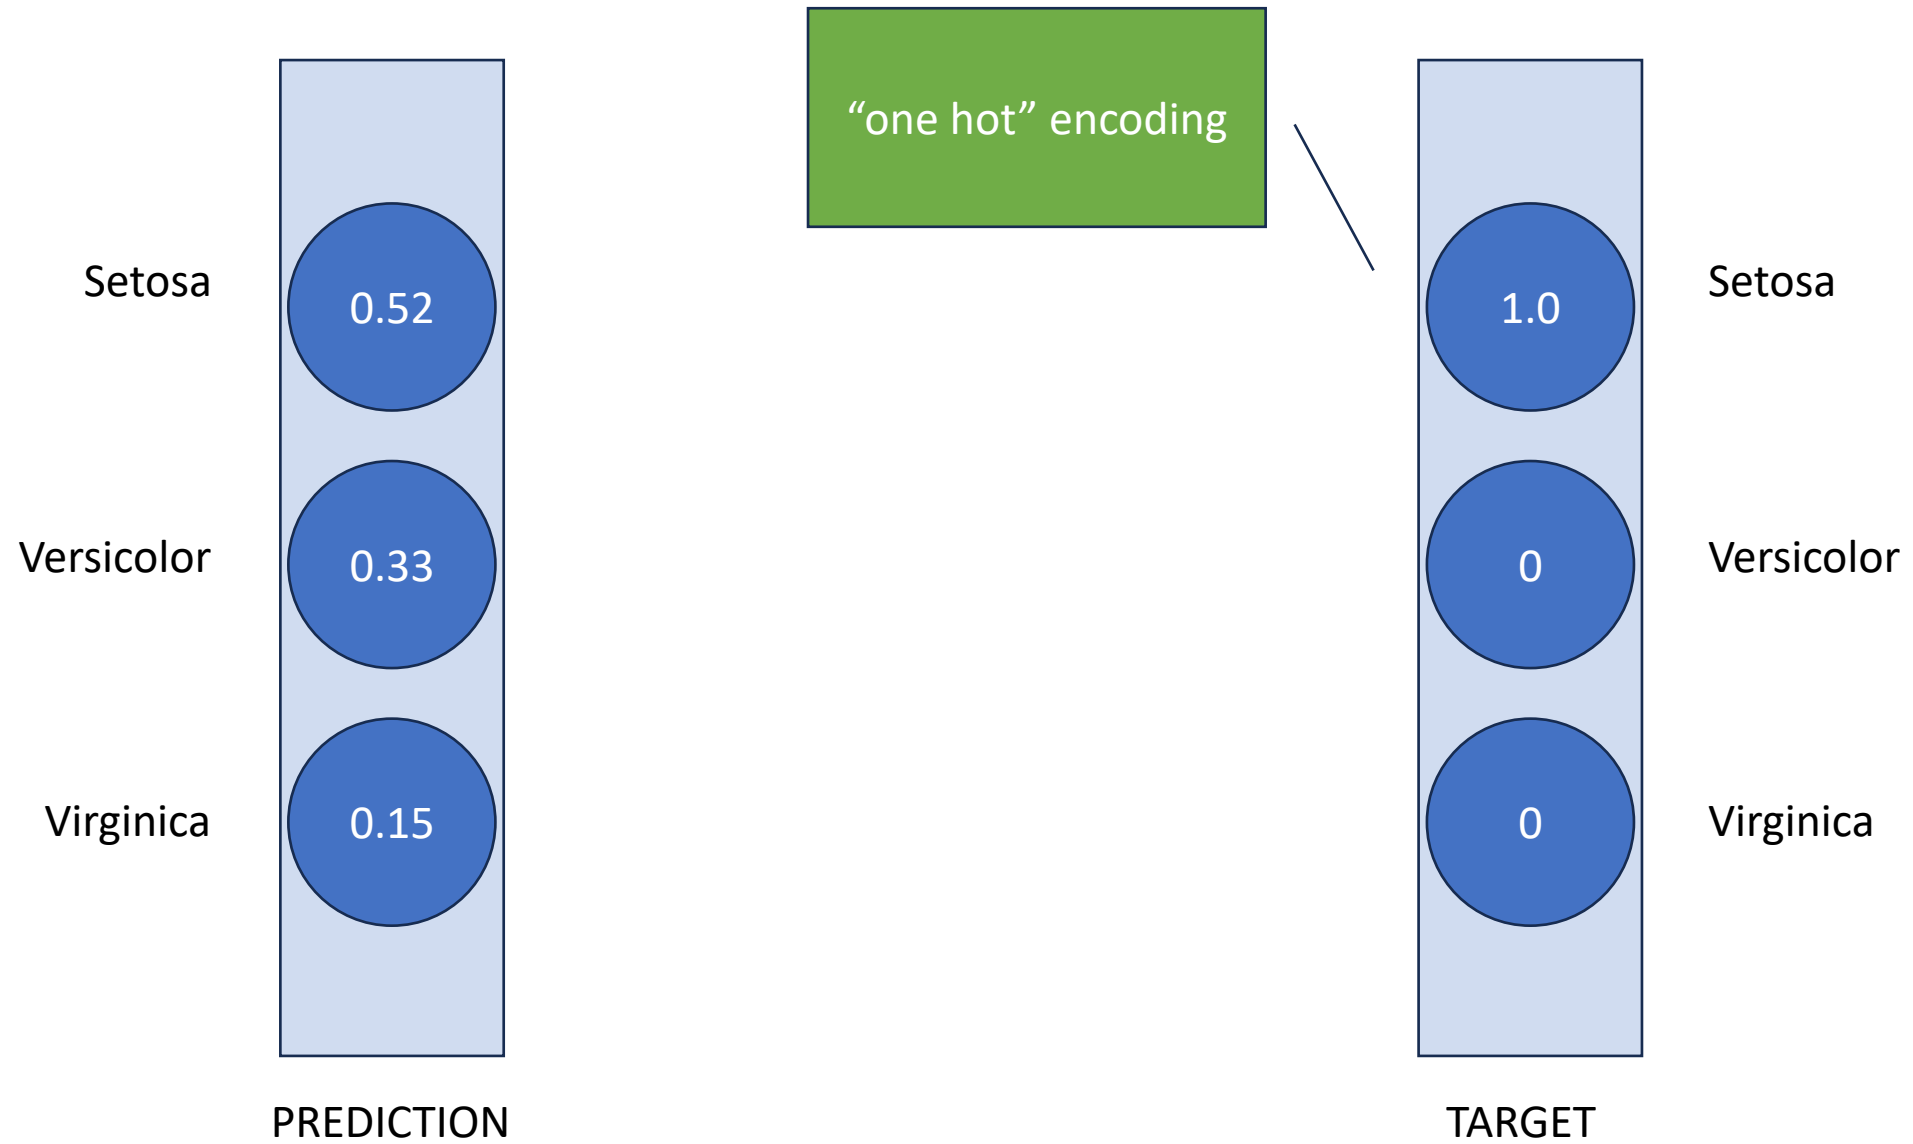 “one hot” encoding
Setosa
0.52
1.0
Setosa
Versicolor
0.33
0
Versicolor
Virginica
0.15
0
Virginica
PREDICTION
TARGET